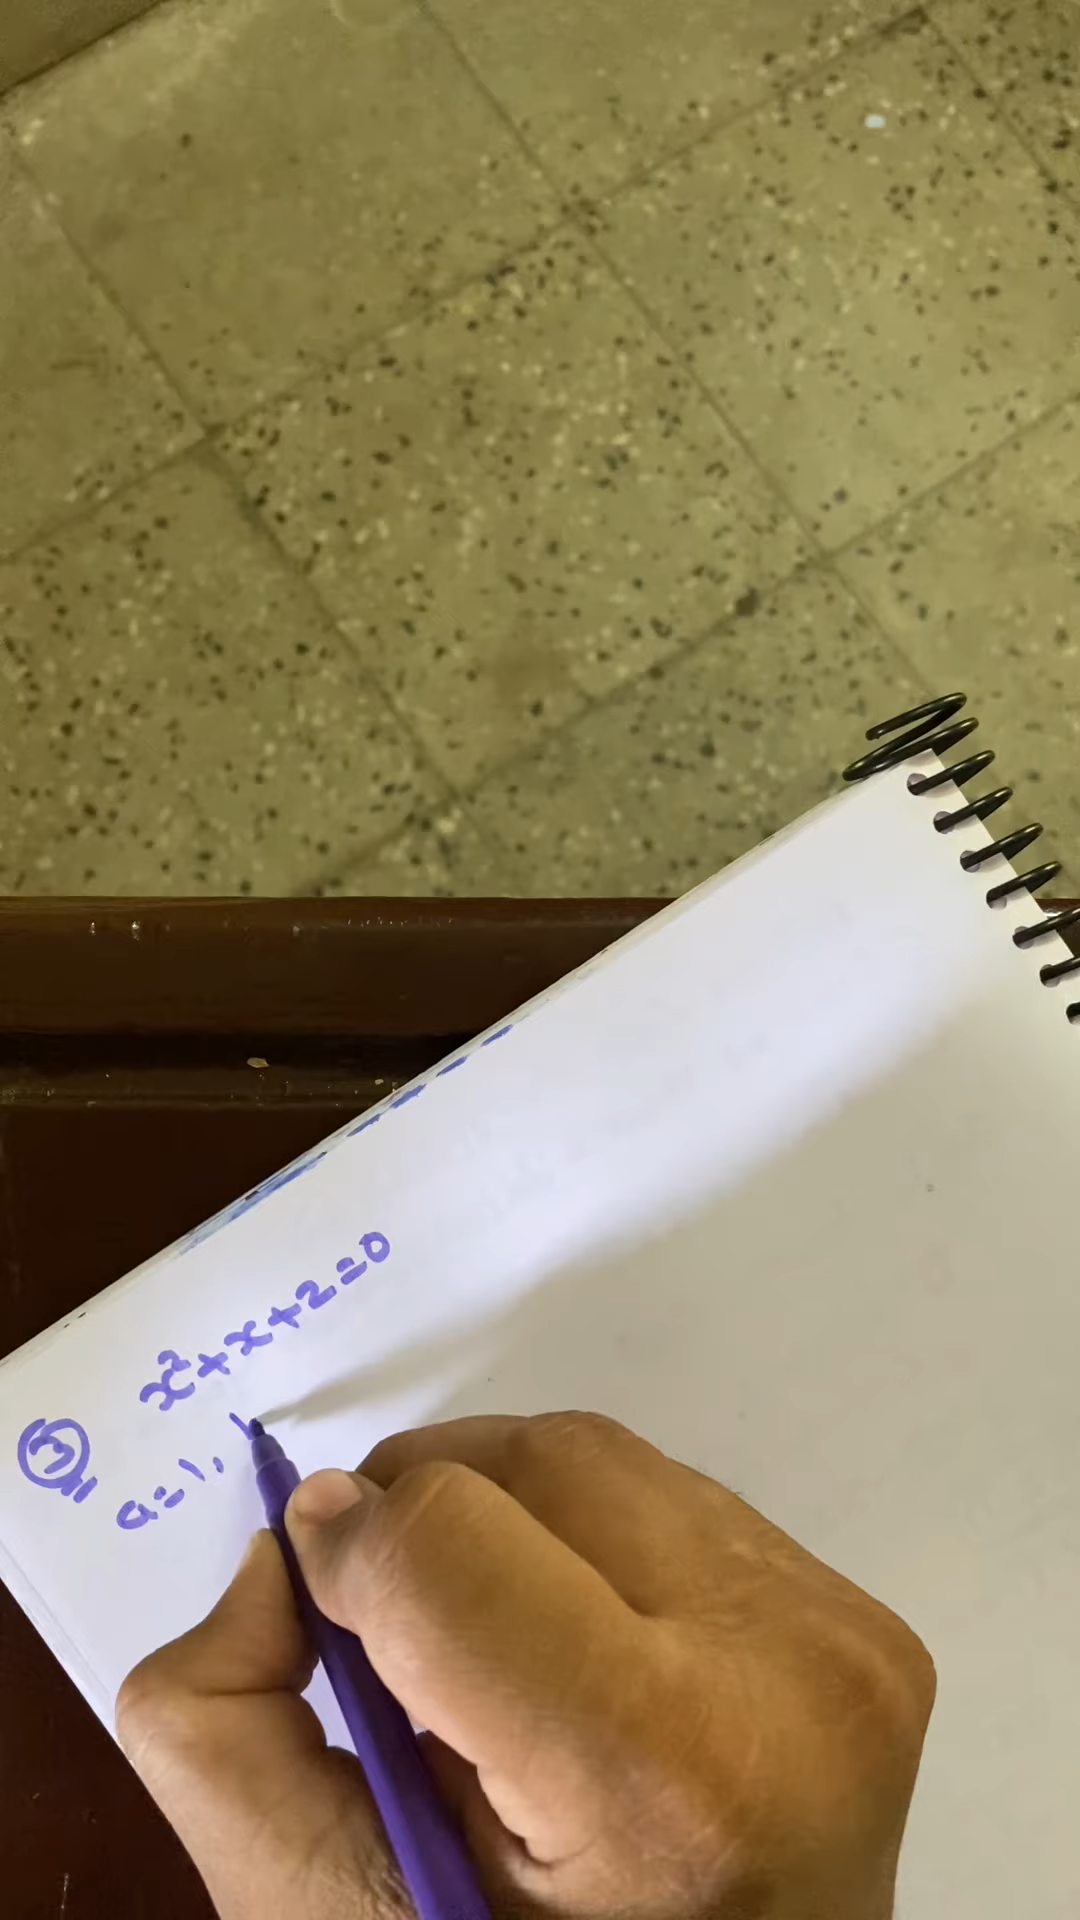 ③ x²+x+2=0
a=1,